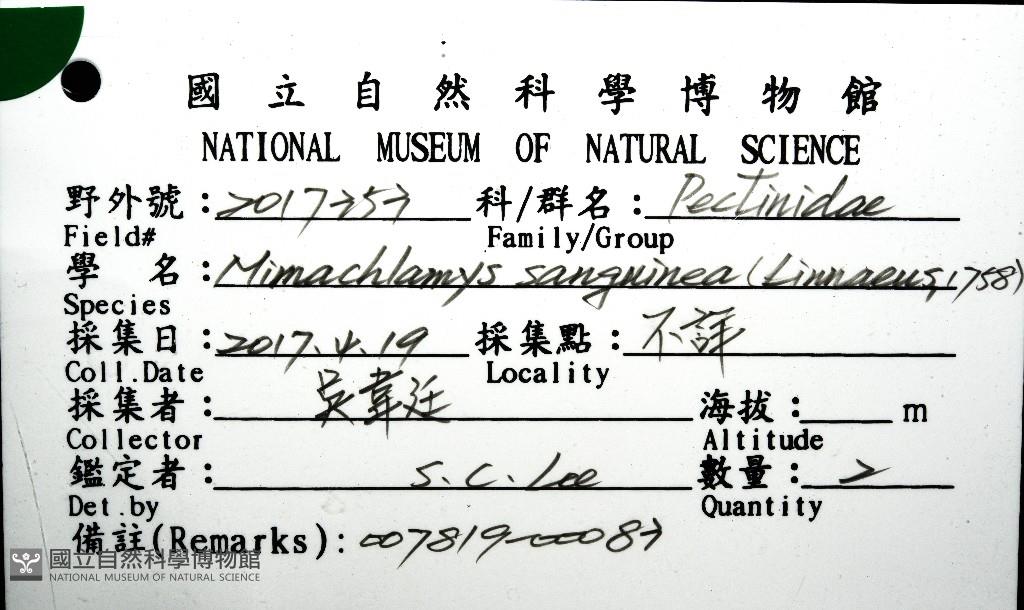 國立自然科學博物館
NATIONAL MUSEUM OF NATURAL SCIENCE
野外號：2017253 科/群名：Pectinidae
Field# Family/Group
學 名：Mimachlamys sanguinea (Linnaeus, 1758)
Species
採集日：2017.4.19 採集點：不詳
Coll.Date Locality
採集者：吳韋廷 海拔： m
Collector Altitude
鑑定者：S.C. Lee 數量：2
Det.by Quantity
備註(Remarks):007819-00087
國立自然科學博物館
NATIONAL MUSEUM OF NATURAL SCIENCE